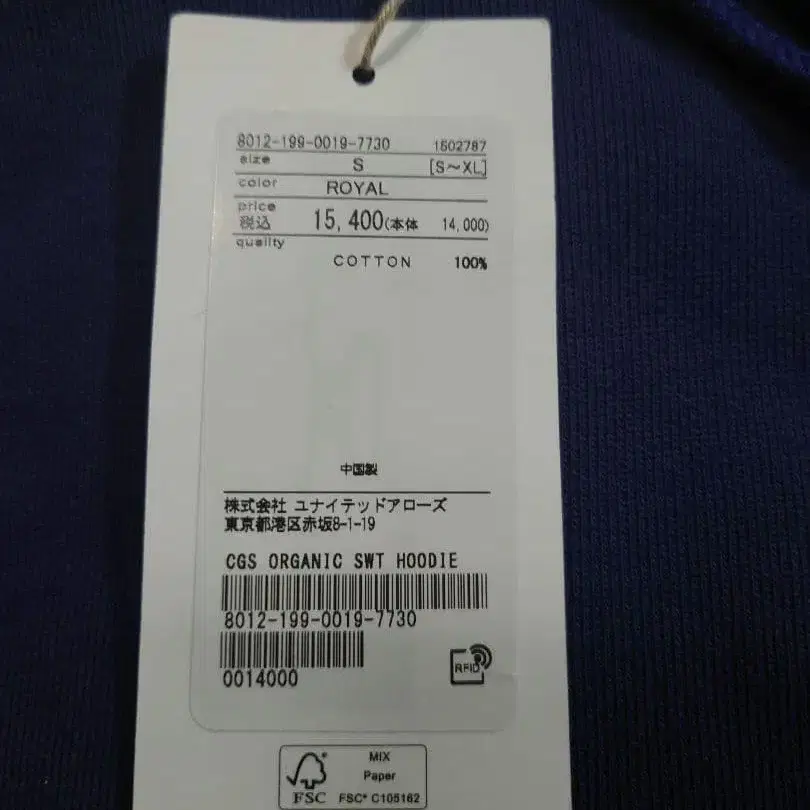 8012-199-0019-7730 1502787
size S [S～XL]
color ROYAL
price
税込 15,400(本体 14,000)
quality
COTTON 100%
中国製
株式会社 ユナイテッドアローズ
東京都港区赤坂8-1-19
CGS ORGANIC SWT HOODIE
8012-199-0019-7730
0014000
RFID
MIX
Paper
FSC FSC® C105162